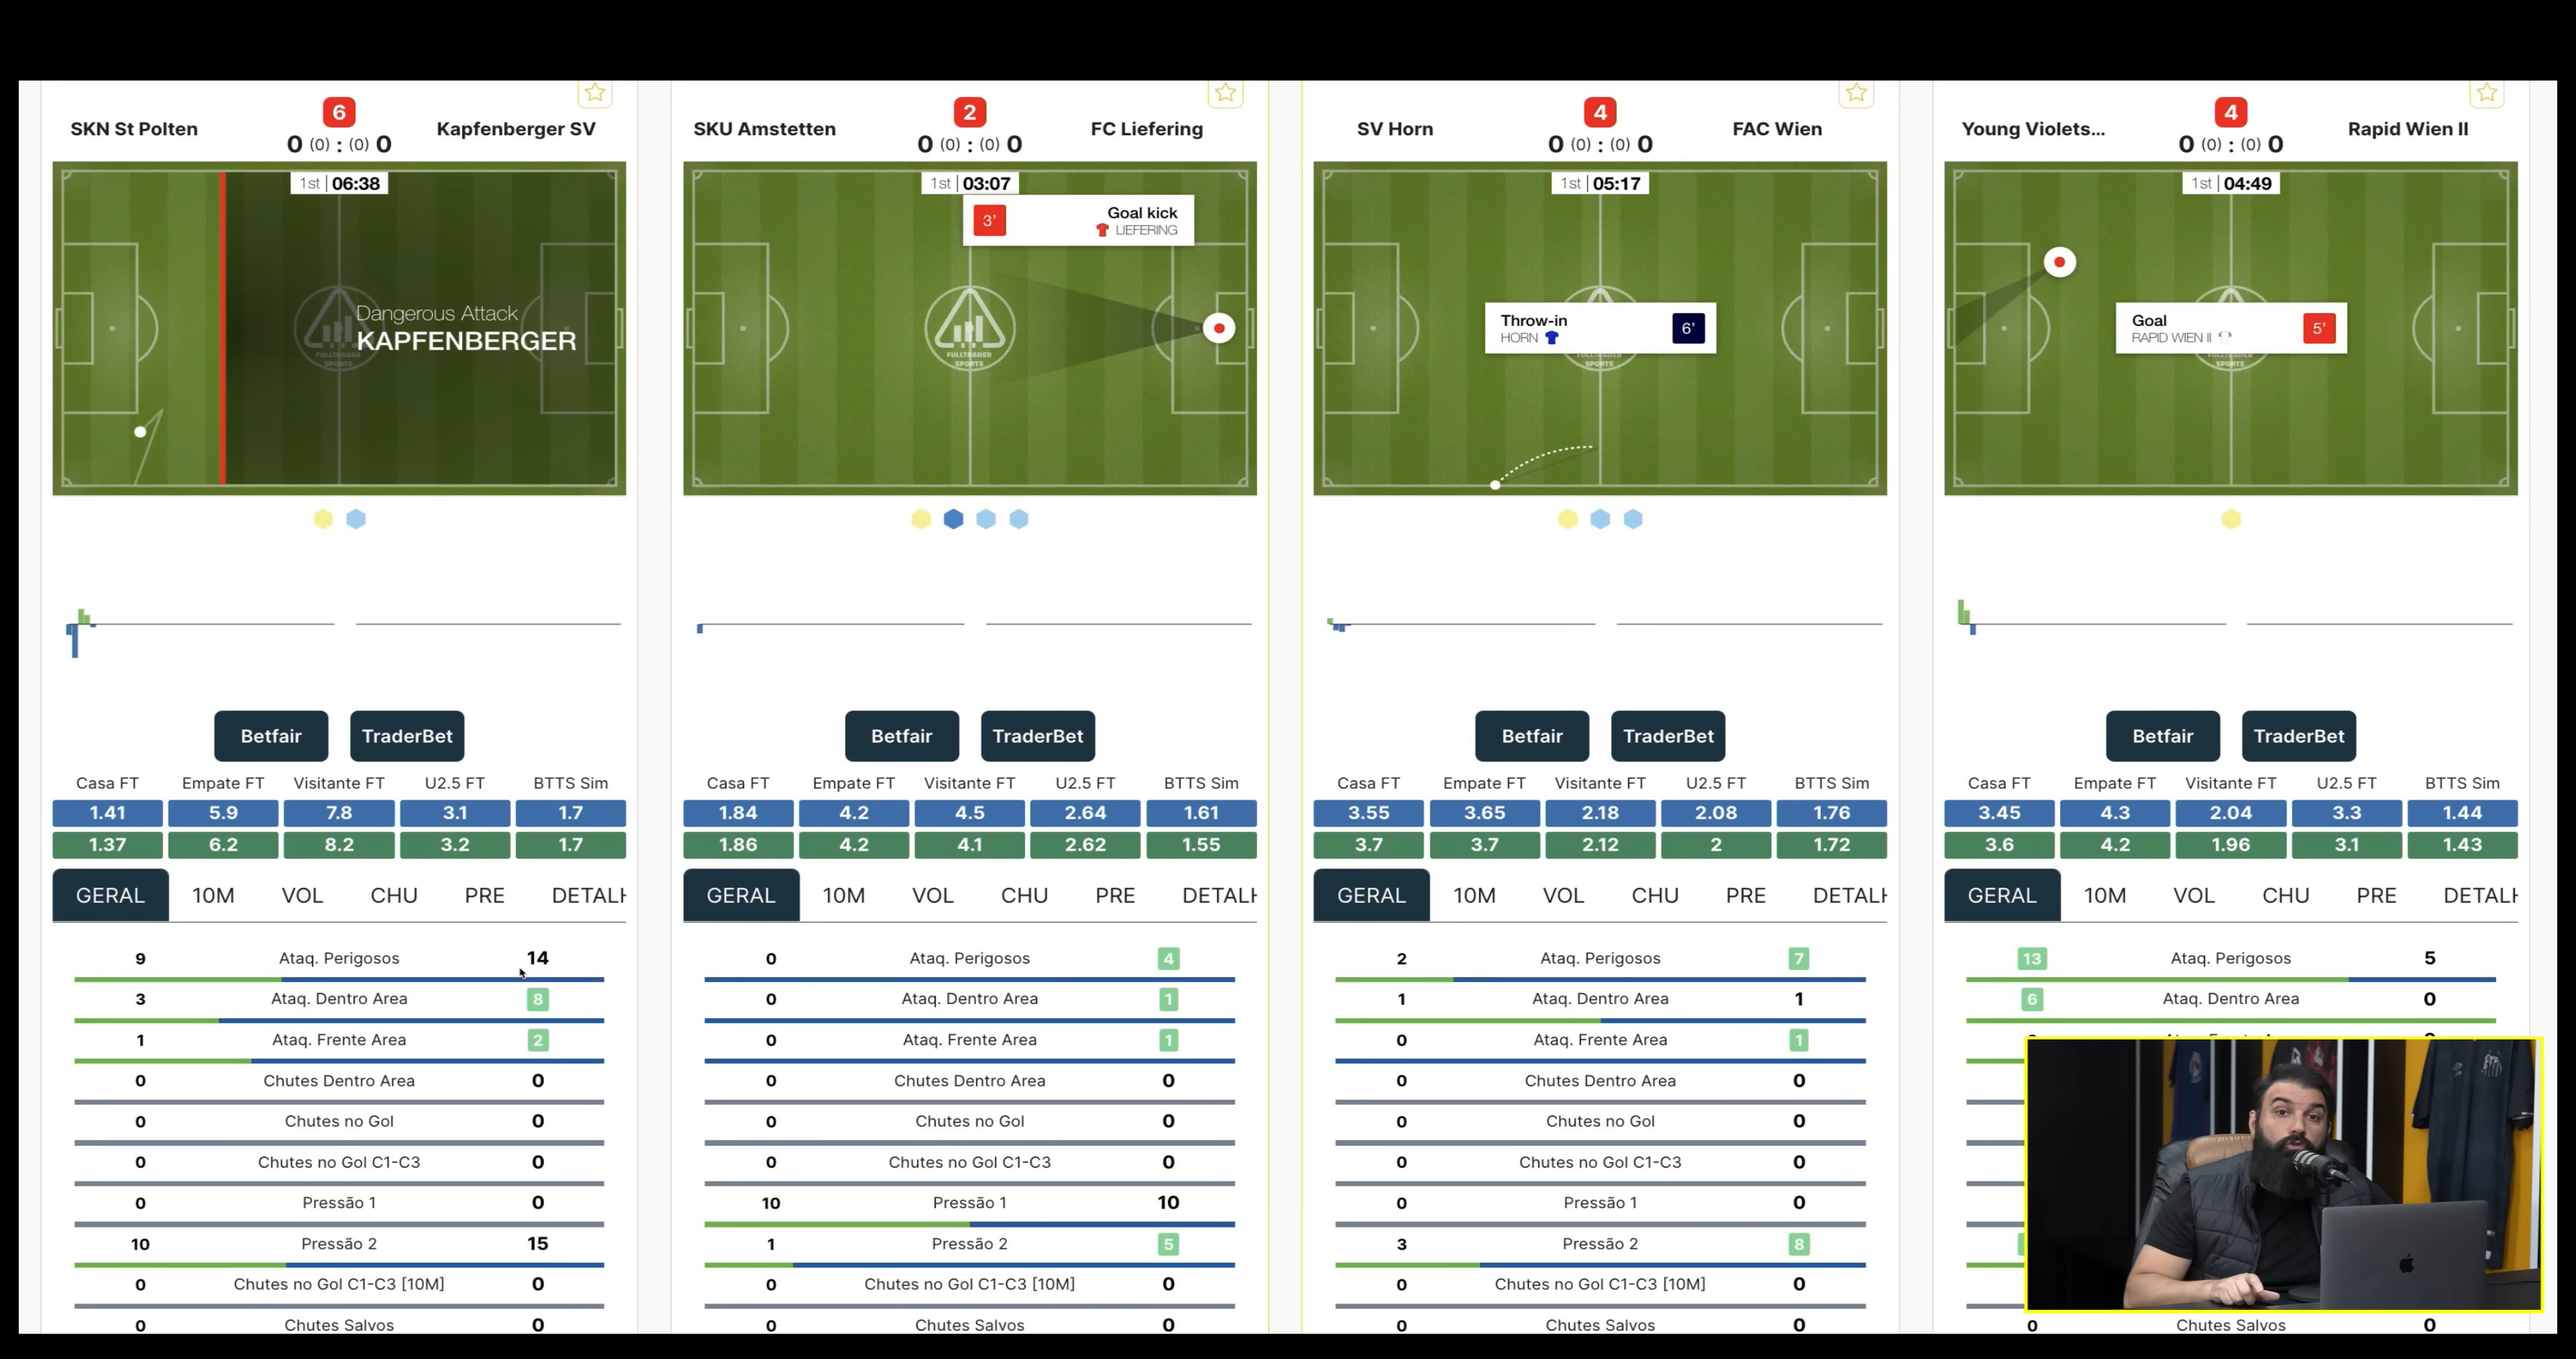 SKN St Polten 6 Kapfenberger SV
0 (0) : (0) 0
1st | 06:38
Dangerous Attack
KAPFENBERGER
FULLTRADER
SPORTS
Betfair TraderBet
Casa FT Empate FT Visitante FT U2.5 FT BTTS Sim
1.41 5.9 7.8 3.1 1.7
1.37 6.2 8.2 3.2 1.7
GERAL 10M VOL CHU PRE DETALH
9 Ataq. Perigosos 14
3 Ataq. Dentro Area 8
1 Ataq. Frente Area 2
0 Chutes Dentro Area 0
0 Chutes no Gol 0
0 Chutes no Gol C1-C3 0
0 Pressão 1 0
10 Pressão 2 15
0 Chutes no Gol C1-C3 [10M] 0
0 Chutes Salvos 0
SKU Amstetten 2 FC Liefering
0 (0) : (0) 0
1st | 03:07
3' Goal kick
LIEFERING
FULLTRADER
SPORTS
Betfair TraderBet
Casa FT Empate FT Visitante FT U2.5 FT BTTS Sim
1.84 4.2 4.5 2.64 1.61
1.86 4.2 4.1 2.62 1.55
GERAL 10M VOL CHU PRE DETALH
0 Ataq. Perigosos 4
0 Ataq. Dentro Area 1
0 Ataq. Frente Area 1
0 Chutes Dentro Area 0
0 Chutes no Gol 0
0 Chutes no Gol C1-C3 0
10 Pressão 1 10
1 Pressão 2 5
0 Chutes no Gol C1-C3 [10M] 0
0 Chutes Salvos 0
SV Horn 4 FAC Wien
0 (0) : (0) 0
1st | 05:17
Throw-in 6'
HORN
FULLTRADER
SPORTS
Betfair TraderBet
Casa FT Empate FT Visitante FT U2.5 FT BTTS Sim
3.55 3.65 2.18 2.08 1.76
3.7 3.7 2.12 2 1.72
GERAL 10M VOL CHU PRE DETALH
2 Ataq. Perigosos 7
1 Ataq. Dentro Area 1
0 Ataq. Frente Area 1
0 Chutes Dentro Area 0
0 Chutes no Gol 0
0 Chutes no Gol C1-C3 0
0 Pressão 1 0
3 Pressão 2 8
0 Chutes no Gol C1-C3 [10M] 0
0 Chutes Salvos 0
Young Violets... 4 Rapid Wien II
0 (0) : (0) 0
1st | 04:49
Goal 5'
RAPID WIEN II
FULLTRADER
SPORTS
Betfair TraderBet
Casa FT Empate FT Visitante FT U2.5 FT BTTS Sim
3.45 4.3 2.04 3.3 1.44
3.6 4.2 1.96 3.1 1.43
GERAL 10M VOL CHU PRE DETALH
13 Ataq. Perigosos 5
6 Ataq. Dentro Area 0
0 Chutes Salvos 0